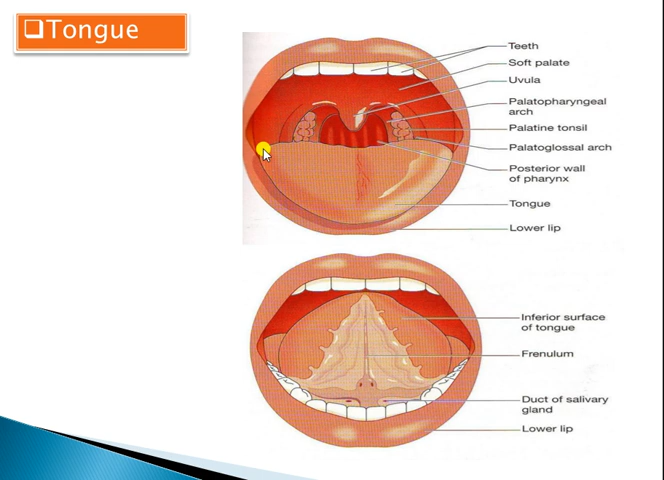 ❑Tongue
Teeth
Soft palate
Uvula
Palatopharyngeal
arch
Palatine tonsil
Palatoglossal arch
Posterior wall
of pharynx
Tongue
Lower lip
Inferior surface
of tongue
Frenulum
Duct of salivary
gland
Lower lip